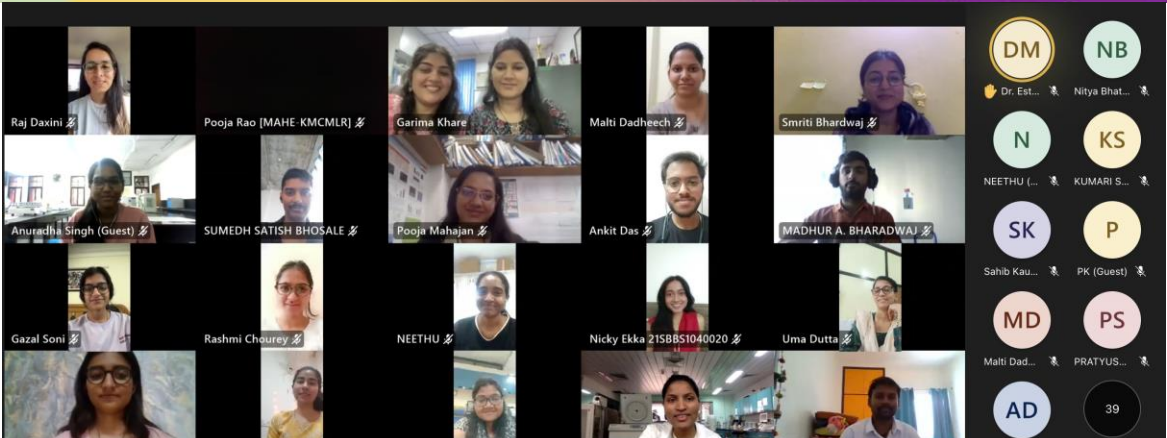 Raj Daxini
Pooja Rao [MAHE-KMCMLR]
Garima Khare
Malti Dadheech
Smriti Bhardwaj
Anuradha Singh (Guest)
SUMEDH SATISH BHOSALE
Pooja Mahajan
Ankit Das
MADHUR A. BHARADWAJ
Gazal Soni
Rashmi Chourey
NEETHU
Nicky Ekka 21SBBS1040020
Uma Dutta
DM
Dr. Est...
NB
Nitya Bhat...
N
NEETHU (...
KS
KUMARI S...
SK
Sahib Kau...
P
PK (Guest)
MD
Malti Dad...
PS
PRATYUS...
AD
39